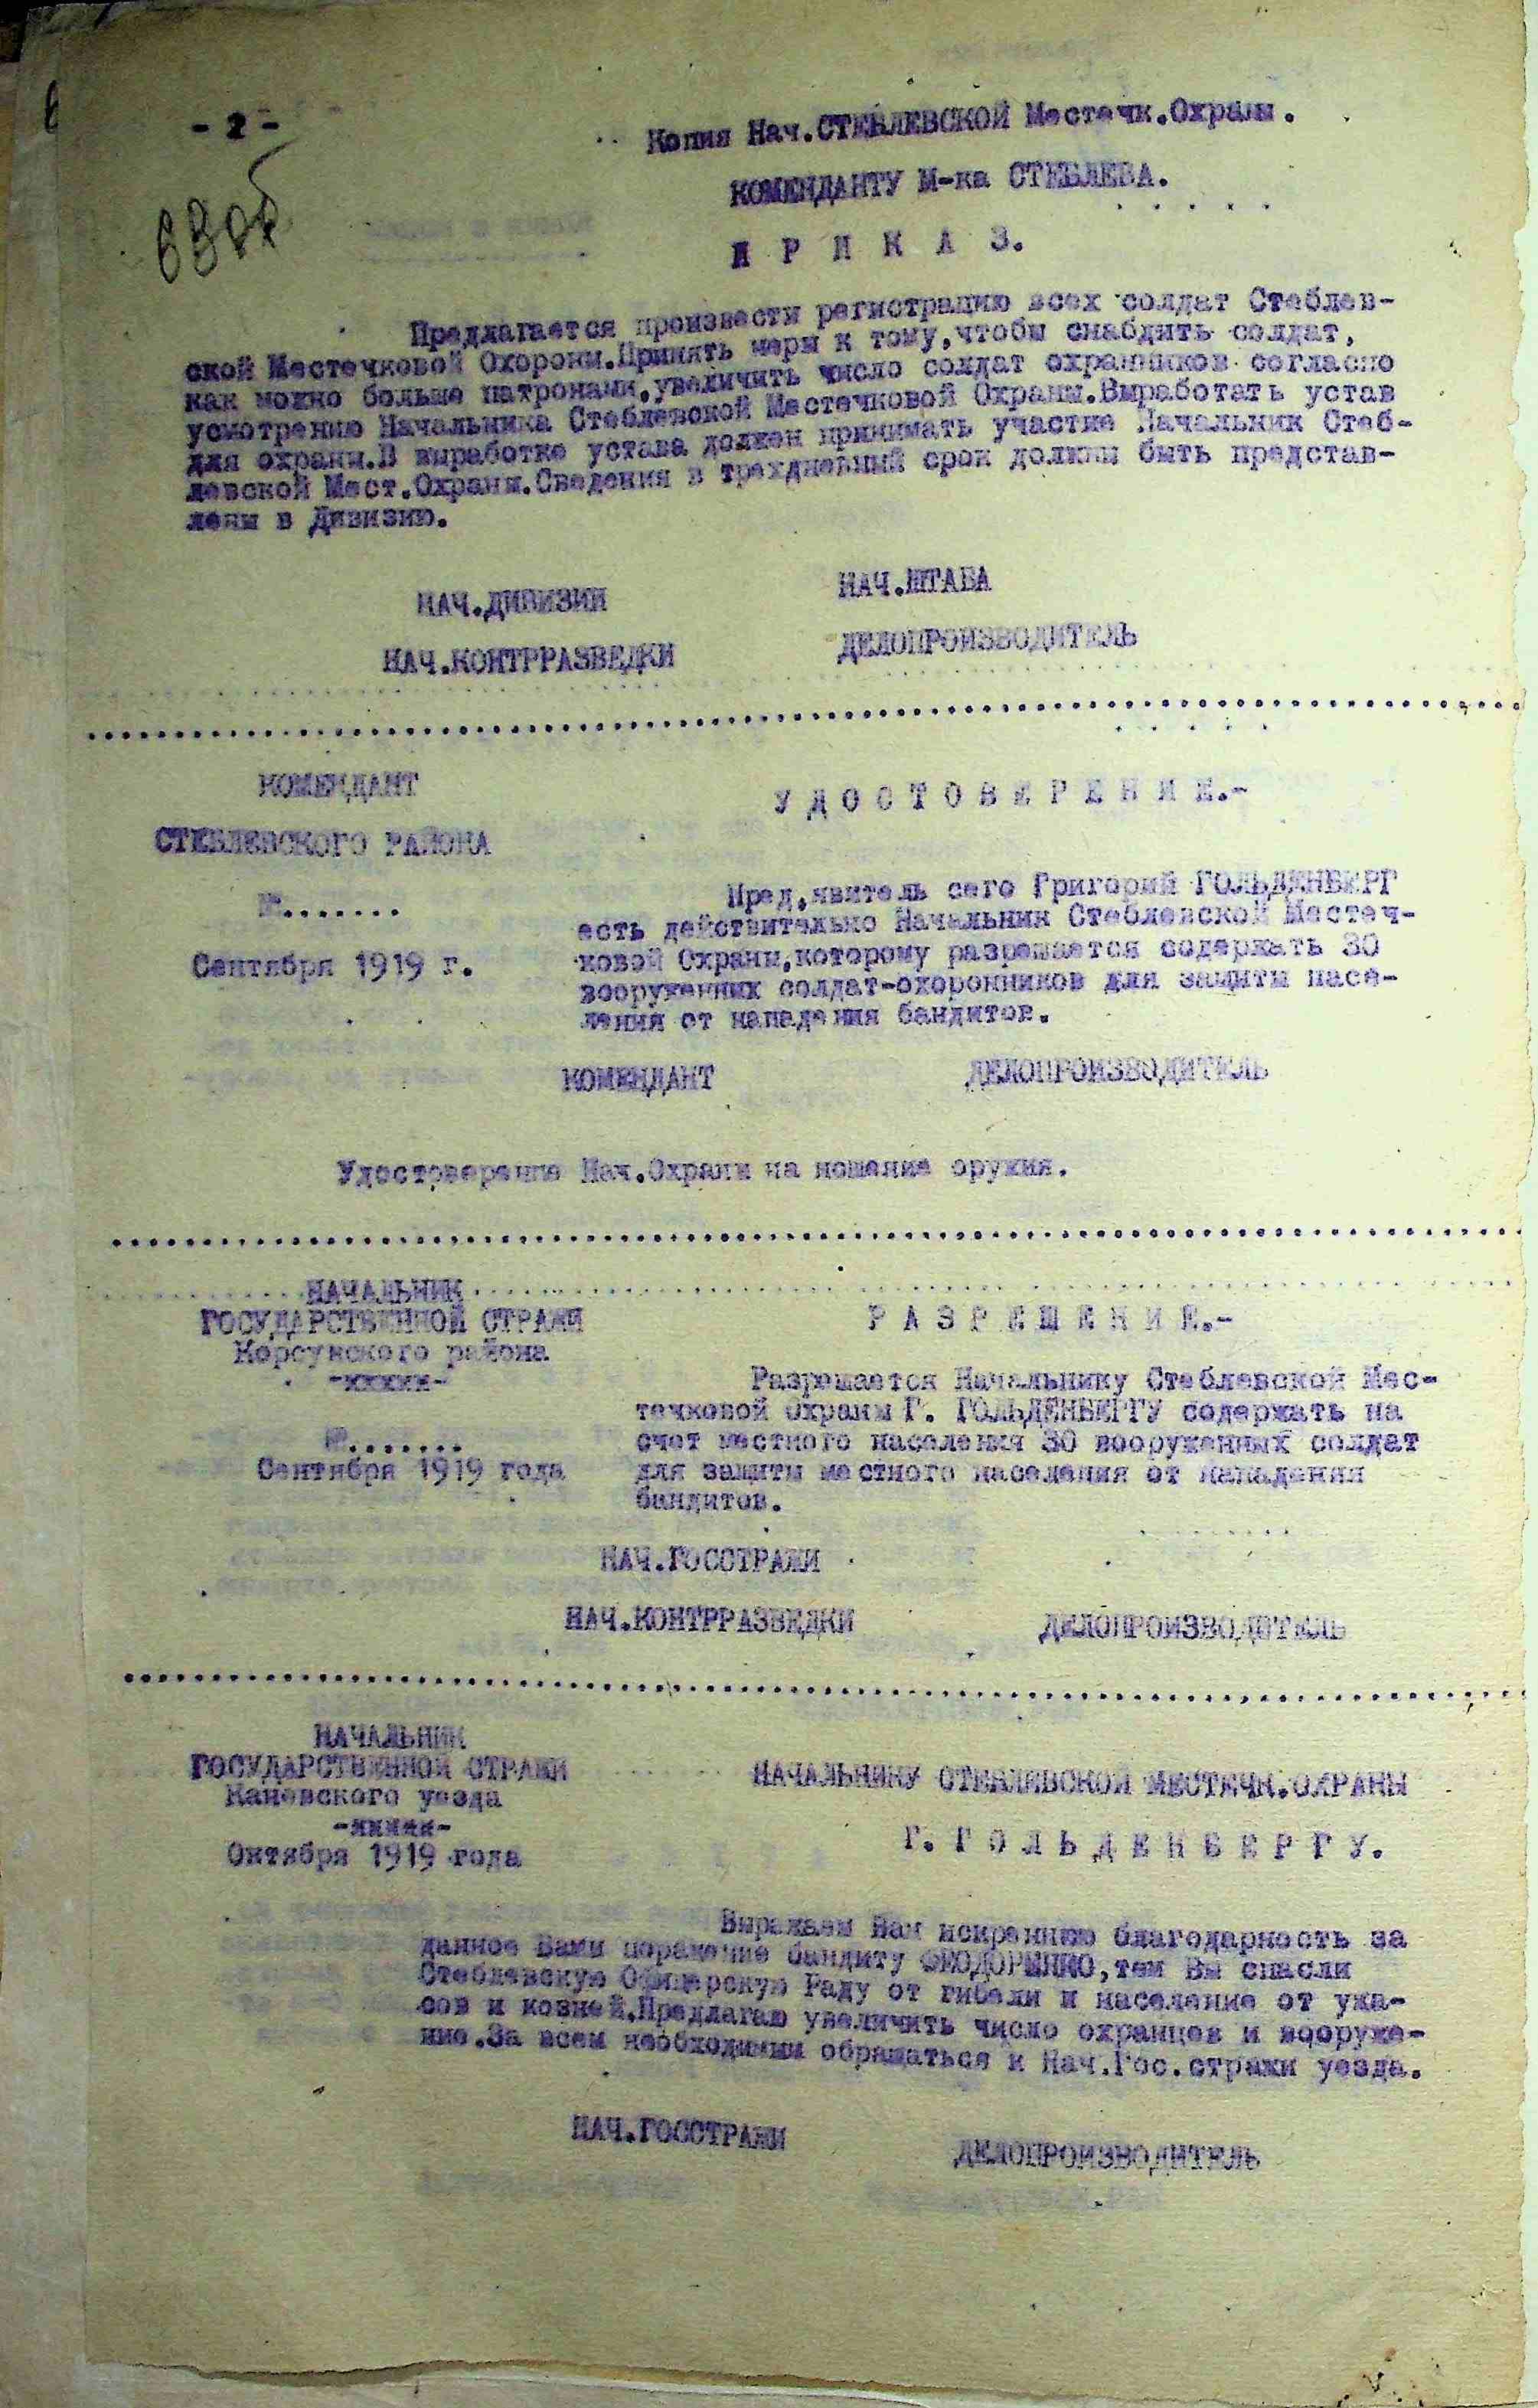 - 2 -
Копия Нач.СТЕБЛЕВСКОЙ Местечк.Охраны.
КОМЕНДАНТУ М-ка СТЕБЛЕВА.
П Р И К А З.
Предлагается произвести регистрацию всех солдат Стеблев-
ской Местечковой Охорони.Принять меры к тому,чтобы снабдить солдат,
как можно больше патронами,увеличить число солдат охранников согласно
усмотрению Начальника Стеблевской Местечковой Охраны.Выработать устав
для охраны.В выработке устава должен принимать участие Начальник Стеб-
левской Мест.Охраны.Сведения в трехдневный срок должны быть представ-
лены в Дивизию.
НАЧ.ДИВИЗИИ
НАЧ.ШТАБА
НАЧ.КОНТРРАЗВЕДКИ
ДЕЛОПРОИЗВОДИТЕЛЬ
КОМЕНДАНТ
СТЕБЛЕВСКОГО РАЙОНА
№.......
Сентября 1919 г.
У Д О С Т О В Е Р Е Н И Е.-
Пред,явитель сего Григорий ГОЛЬДЕНБЕРГ
есть действительно Начальник Стеблевской Местеч-
ковой Охраны,которому разрешается содержать 30
вооруженных солдат-охоронников для защиты насе-
ления от нападения бандитов.
КОМЕНДАНТ
ДЕЛОПРОИЗВОДИТЕЛЬ
Удостоверение Нач.Охраны на ношение оружия.
НАЧАЛЬНИК
ГОСУДАРСТВЕННОЙ СТРАЖИ
Корсунского района
№.......
Сентября 1919 года
Р А З Р Е Ш Е Н И Е.-
Разрешается Начальнику Стеблевской Мес-
течковой Охраны Г. ГОЛЬДЕНБЕРГУ содержать на
счет местного населения 30 вооруженных солдат
для защиты местного населения от нападения
бандитов.
НАЧ.ГОССТРАЖИ
НАЧ.КОНТРРАЗВЕДКИ
ДЕЛОПРОИЗВОДОТЕЛЬ
НАЧАЛЬНИК
ГОСУДАРСТВЕННОЙ СТРАЖИ
Каневского уезда
Октября 1919 года
НАЧАЛЬНИКУ СТЕБЛЕВСКОЙ МЕСТЕЧК.ОХРАНЫ
Г. Г О Л Ь Д Е Н Б Е Р Г У.
Выражаем Вам искреннюю благодарность за
данное Вами поражение бандиту ФЕОДОРЕНКО,тем Вы спасли
Стеблевскую Офицерскую Раду от гибели и население от ужа-
сов и козней.Предлагаю увеличить число охранцев и вооруже-
ние.За всем необходимым обращаться к Нач.Гос.стражи уезда.
НАЧ.ГОССТРАЖИ
ДЕЛОПРОИЗВОДИТЕЛЬ